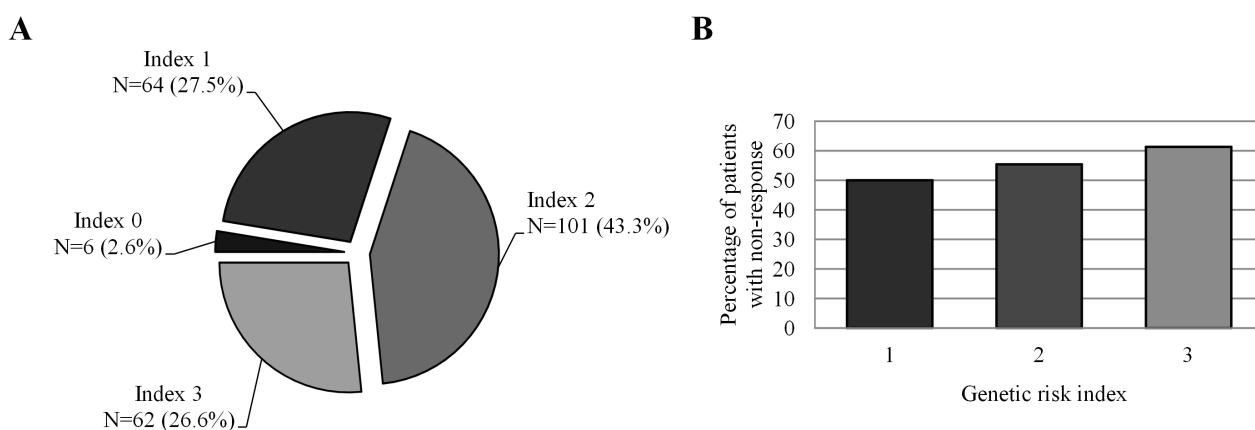 A
Index 1
N=64 (27.5%)
Index 2
N=101 (43.3%)
Index 0
N=6 (2.6%)
Index 3
N=62 (26.6%)
B
Percentage of patients
with non-response
70
60
50
40
30
20
10
0
1 2 3
Genetic risk index